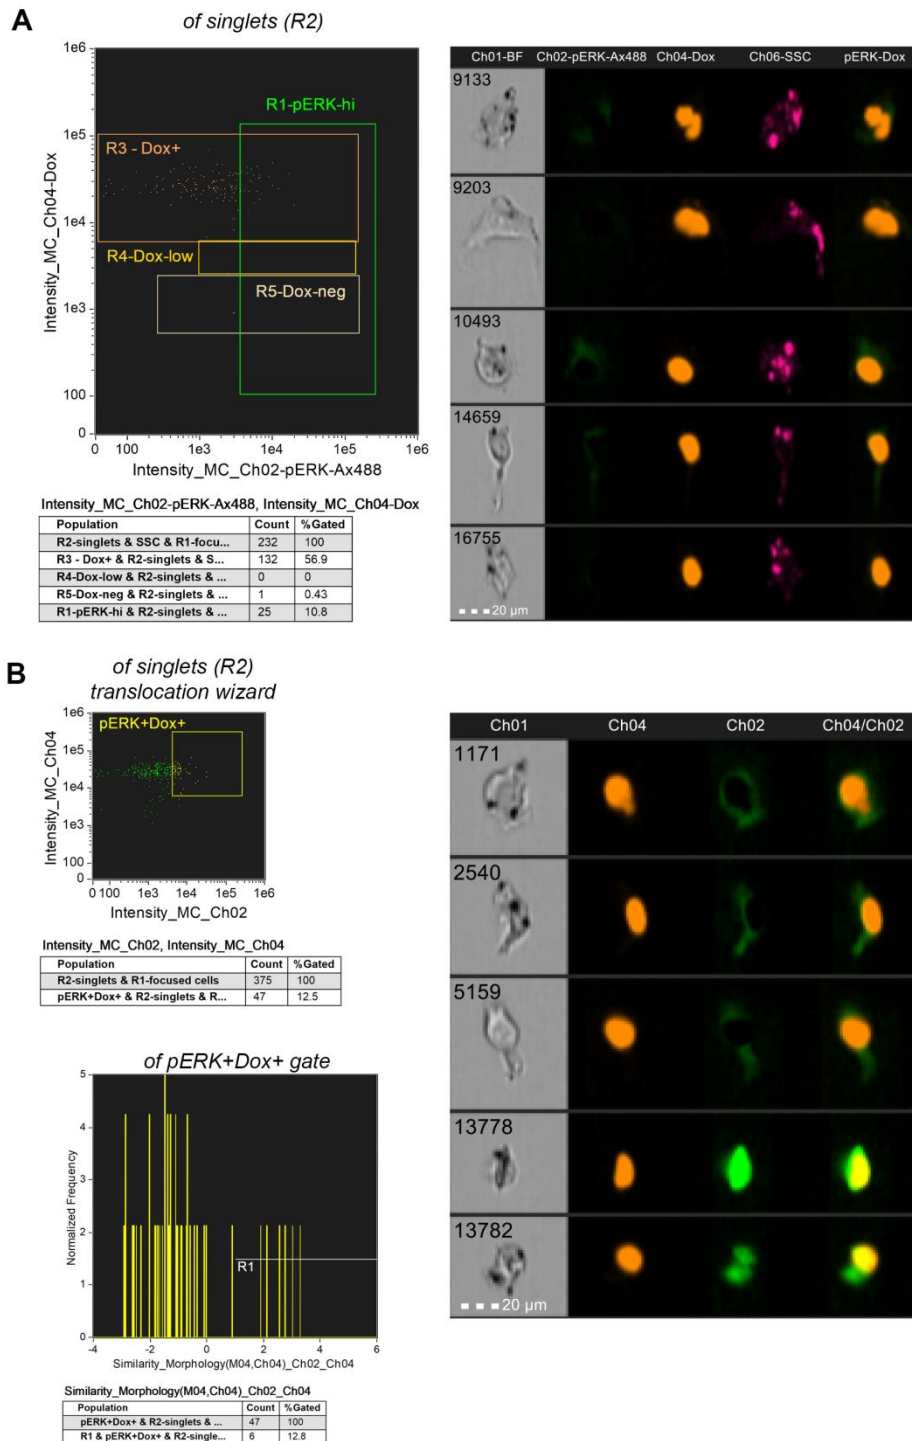 A
of singlets (R2)
1e6
1e5
1e4
1e3
100
0
Intensity_MC_Ch04-Dox
R1-pERK-hi
R3 - Dox+
R4-Dox-low
R5-Dox-neg
0 100 1e3 1e4 1e5 1e6
Intensity_MC_Ch02-pERK-Ax488
Intensity_MC_Ch02-pERK-Ax488, Intensity_MC_Ch04-Dox
Population Count %Gated
R2-singlets & SSC & R1-focu... 232 100
R3 - Dox+ & R2-singlets & S... 132 56.9
R4-Dox-low & R2-singlets & ... 0 0
R5-Dox-neg & R2-singlets & ... 1 0.43
R1-pERK-hi & R2-singlets & ... 25 10.8
Ch01-BF Ch02-pERK-Ax488 Ch04-Dox Ch06-SSC pERK-Dox
9133
9203
10493
14659
16755
20 µm
B
of singlets (R2)
translocation wizard
1e6
1e5
1e4
1e3
100
0
Intensity_MC_Ch04
pERK+Dox+
0 100 1e3 1e4 1e5 1e6
Intensity_MC_Ch02
Intensity_MC_Ch02, Intensity_MC_Ch04
Population Count %Gated
R2-singlets & R1-focused cells 375 100
pERK+Dox+ & R2-singlets & R... 47 12.5
of pERK+Dox+ gate
5
4
3
2
1
0
Normalized Frequency
R1
-4 -2 0 2 4 6
Similarity_Morphology(M04,Ch04)_Ch02_Ch04
Similarity_Morphology(M04,Ch04)_Ch02_Ch04
Population Count %Gated
pERK+Dox+ & R2-singlets & ... 47 100
R1 & pERK+Dox+ & R2-single... 6 12.8
Ch01 Ch04 Ch02 Ch04/Ch02
1171
2540
5159
13778
13782
20 µm